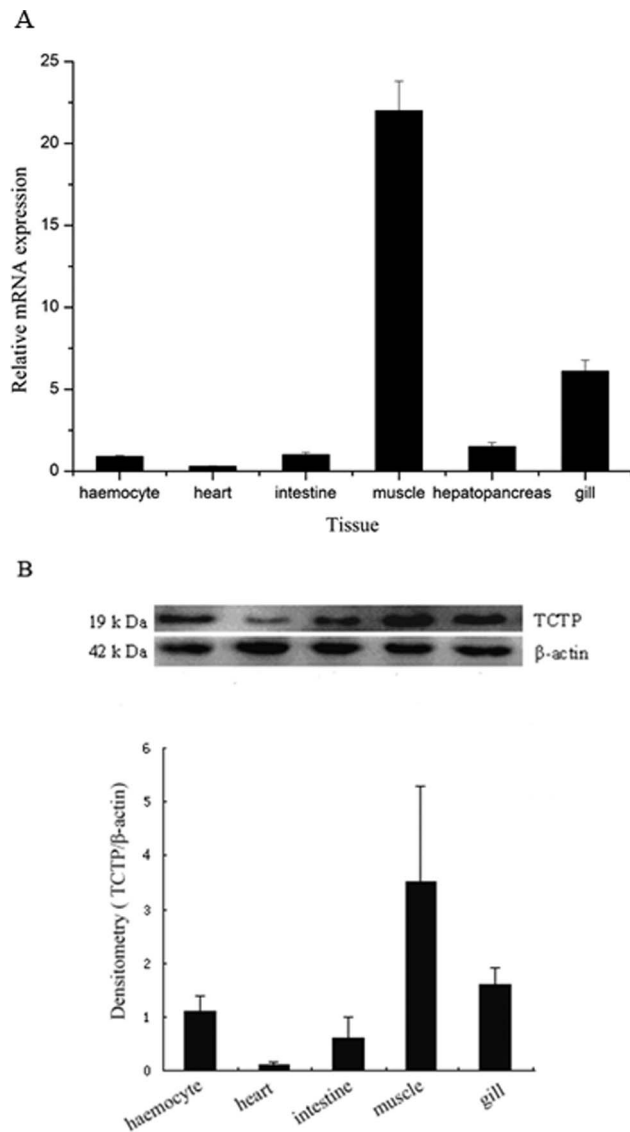 A
25
20
15
10
5
0
Relative mRNA expression
haemocyte heart intestine muscle hepatopancreas gill
Tissue
B
19 k Da TCTP
42 k Da β-actin
6
5
4
3
2
1
0
Densitometry ( TCTP/β-actin)
haemocyte heart intestine muscle gill